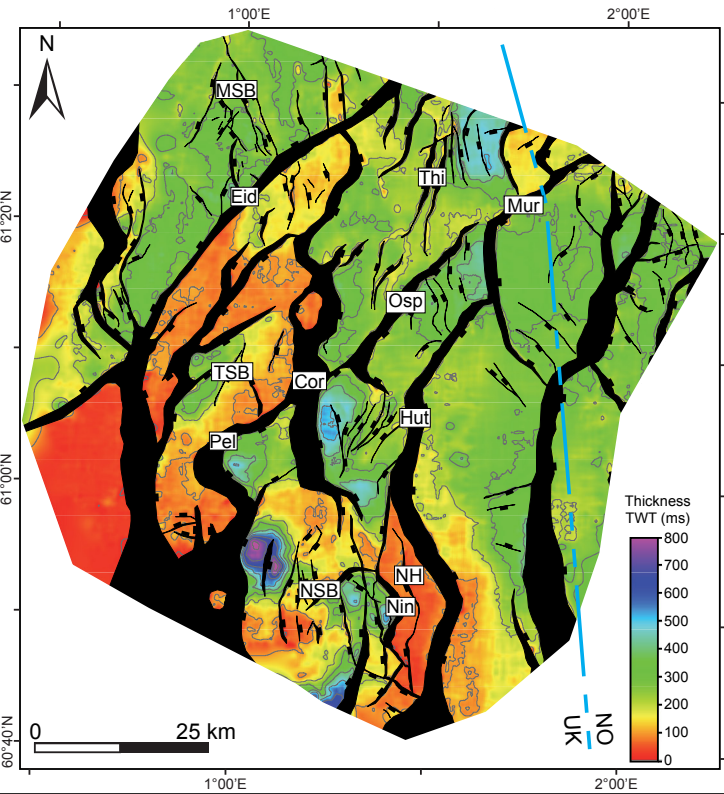 1°00'E 2°00'E
N
MSB
Thi
Eid
Mur
61°20'N
Osp
TSB
Cor
Hut
Pel
61°00'N
Thickness
TWT (ms)
800
700
NH
600
NSB
Nin
500
400
300
200
0 25 km
UK NO
100
60°40'N
0
1°00'E 2°00'E